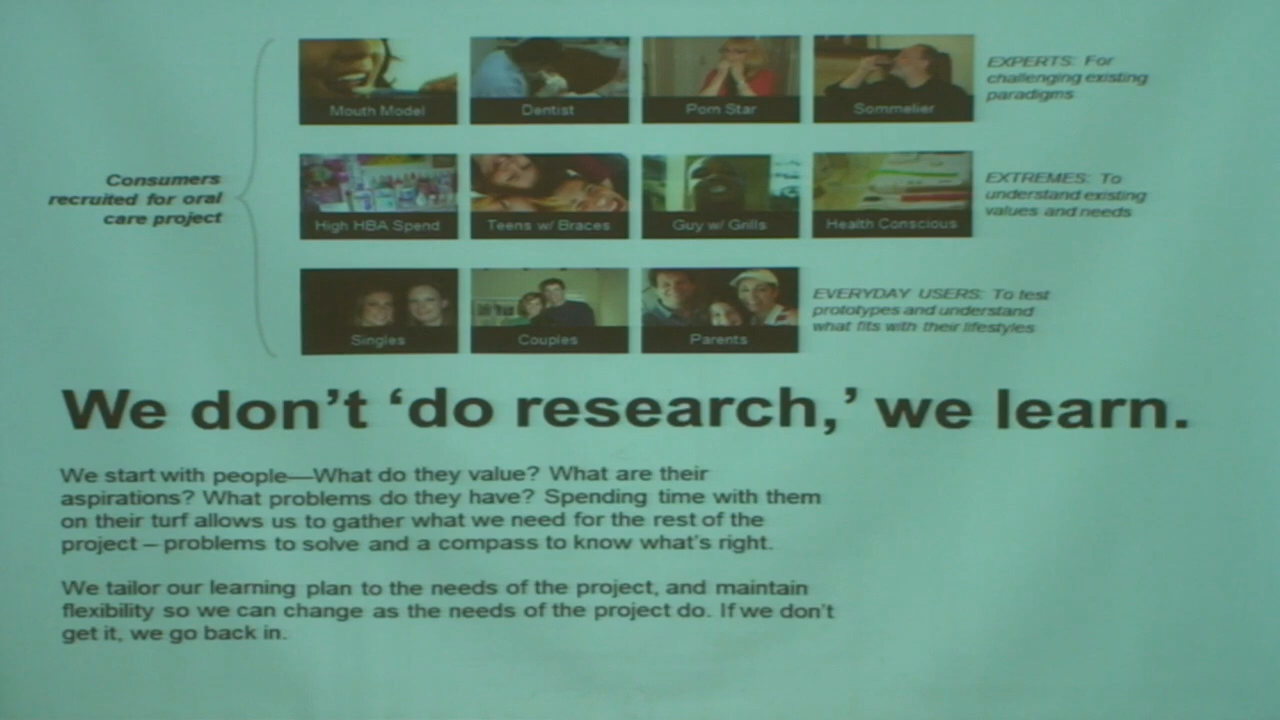 Mouth Model
Dentist
Porn Star
Sommelier
EXPERTS: For
challenging existing
paradigms
Consumers
recruited for oral
care project
High HBA Spend
Teens w/ Braces
Guy w/ Grills
Health Conscious
EXTREMES: To
understand existing
values and needs
Singles
Couples
Parents
EVERYDAY USERS: To test
prototypes and understand
what fits with their lifestyles
We don't 'do research,' we learn.
We start with people—What do they value? What are their
aspirations? What problems do they have? Spending time with them
on their turf allows us to gather what we need for the rest of the
project – problems to solve and a compass to know what's right.
We tailor our learning plan to the needs of the project, and maintain
flexibility so we can change as the needs of the project do. If we don't
get it, we go back in.